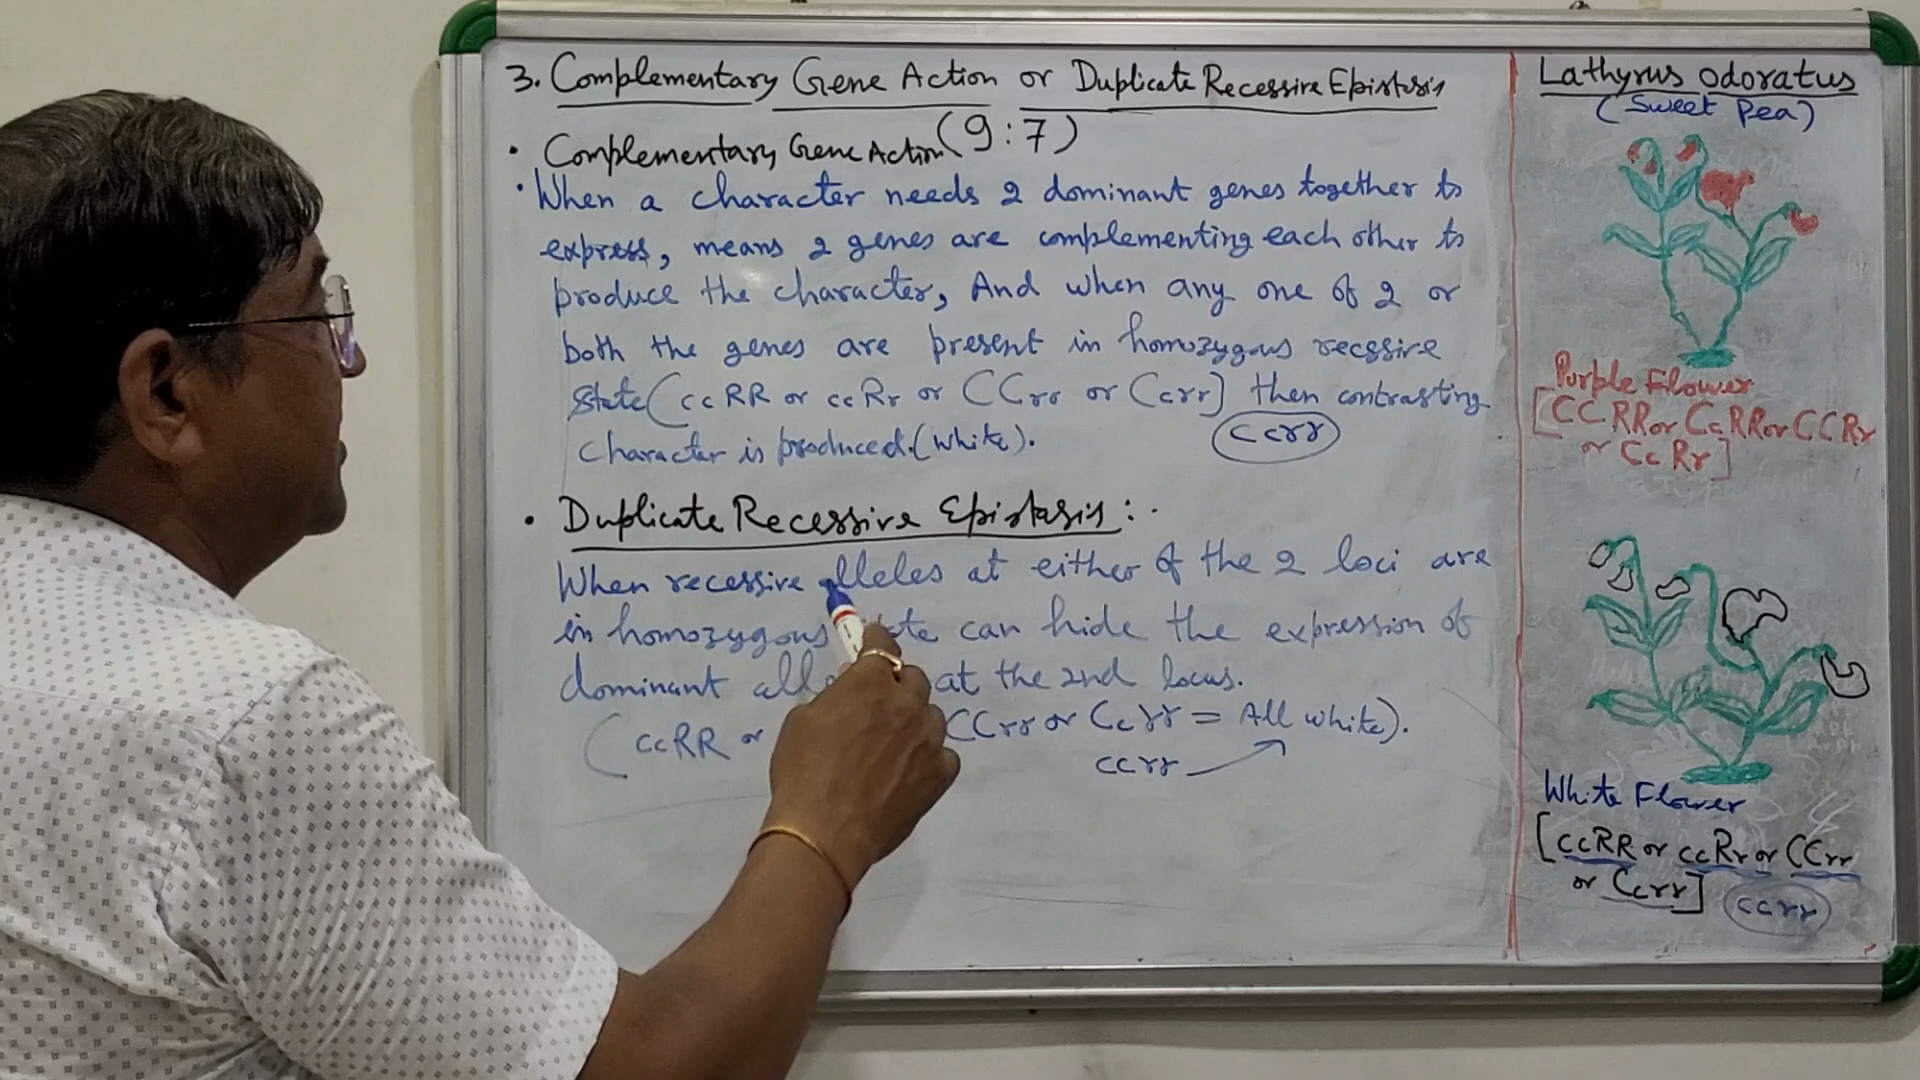 3. Complementary Gene Action or Duplicate Recessive Epistasis
• Complementary Gene Action (9:7)
• When a character needs 2 dominant genes together to
express, means 2 genes are complementing each other to
produce the character, And when any one of 2 or
both the genes are present in homozygous recssive
State (ccRR or ccRr or CCrr or Ccrr] then contrasting
character is produced. (White). ccrr
• Duplicate Recessive Epistasis:-
When recessive alleles at either of the 2 loci are
in homozygous can hide the expression of
dominant at the 2nd locus.
(ccRR or CCrr or Ccrr = All white).
ccrr
Lathyrus odoratus
(Sweet Pea)
Purple Filower
[CCRR or CcRR or CCRr
or CcRr]
White Flower
[ccRR or ccRr or CCrr
or Ccrr] ccrr